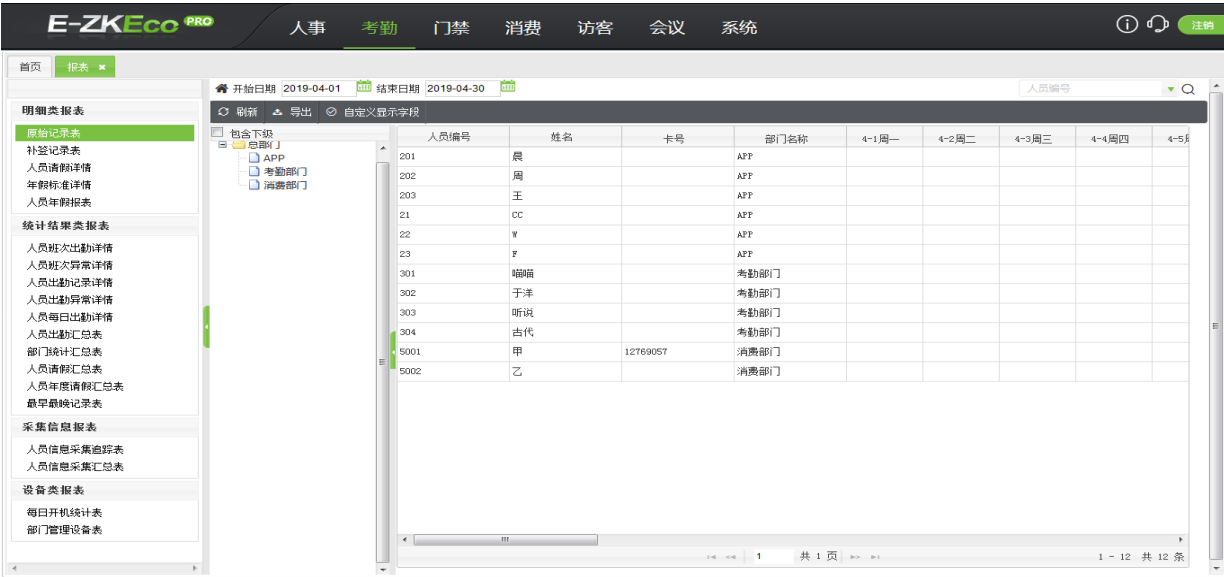 E-ZKEco PRO 人事 考勤 门禁 消费 访客 会议 系统 注销
首页 报表
开始日期 2019-04-01 结束日期 2019-04-30 人员编号
刷新 导出 自定义显示字段
明细类报表
原始记录表
补签记录表
人员请假详情
年假标准详情
人员年假报表
统计结果类报表
人员班次出勤详情
人员班次异常详情
人员出勤记录详情
人员出勤异常详情
人员每日出勤详情
人员出勤汇总表
部门统计汇总表
人员请假汇总表
人员年度请假汇总表
最早最晚记录表
采集信息报表
人员信息采集追踪表
人员信息采集汇总表
设备类报表
每日开机统计表
部门管理设备表
包含下级
总部门
APP
考勤部门
消费部门
人员编号 姓名 卡号 部门名称 4-1周一 4-2周二 4-3周三 4-4周四 4-5
201 晨 APP
202 周 APP
203 王 APP
21 CC APP
22 W APP
23 F APP
301 喵喵 考勤部门
302 于洋 考勤部门
303 听说 考勤部门
304 古代 考勤部门
5001 甲 12769057 消费部门
5002 乙 消费部门
1 共 1 页 1 - 12 共 12 条